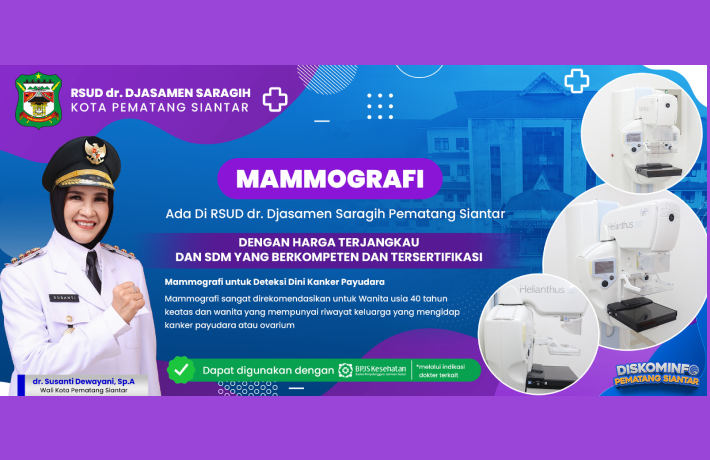 RSUD dr. DJASAMEN SARAGIH
KOTA PEMATANG SIANTAR
MAMMOGRAFI
Ada Di RSUD dr. Djasamen Saragih Pematang Siantar
DENGAN HARGA TERJANGKAU
DAN SDM YANG BERKOMPETEN DAN TERSERTIFIKASI
Mammografi untuk Deteksi Dini Kanker Payudara
Mammografi sangat direkomendasikan untuk Wanita usia 40 tahun
keatas dan wanita yang mempunyai riwayat keluarga yang mengidap
kanker payudara atau ovarium
Dapat digunakan dengan
BPJS Kesehatan
*melalui indikasi
dokter terkait
dr. Susanti Dewayani, Sp.A
Wali Kota Pematang Siantar
SUSANTI
Helianthus
Helianthus
DISKOMINFO
PEMATANG SIANTAR